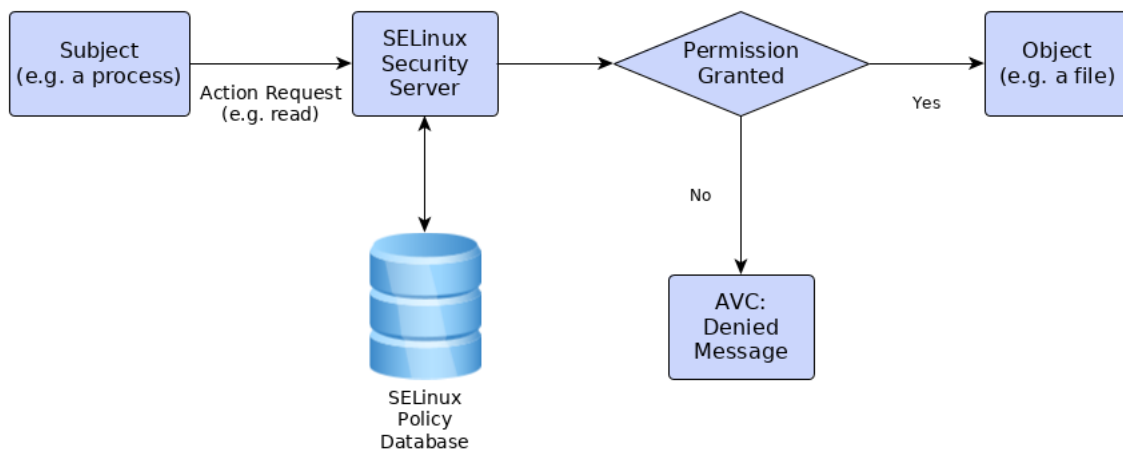 Subject
(e.g. a process)
Action Request
(e.g. read)
SELinux
Security
Server
Permission
Granted
Yes
Object
(e.g. a file)
No
AVC:
Denied
Message
SELinux
Policy
Database